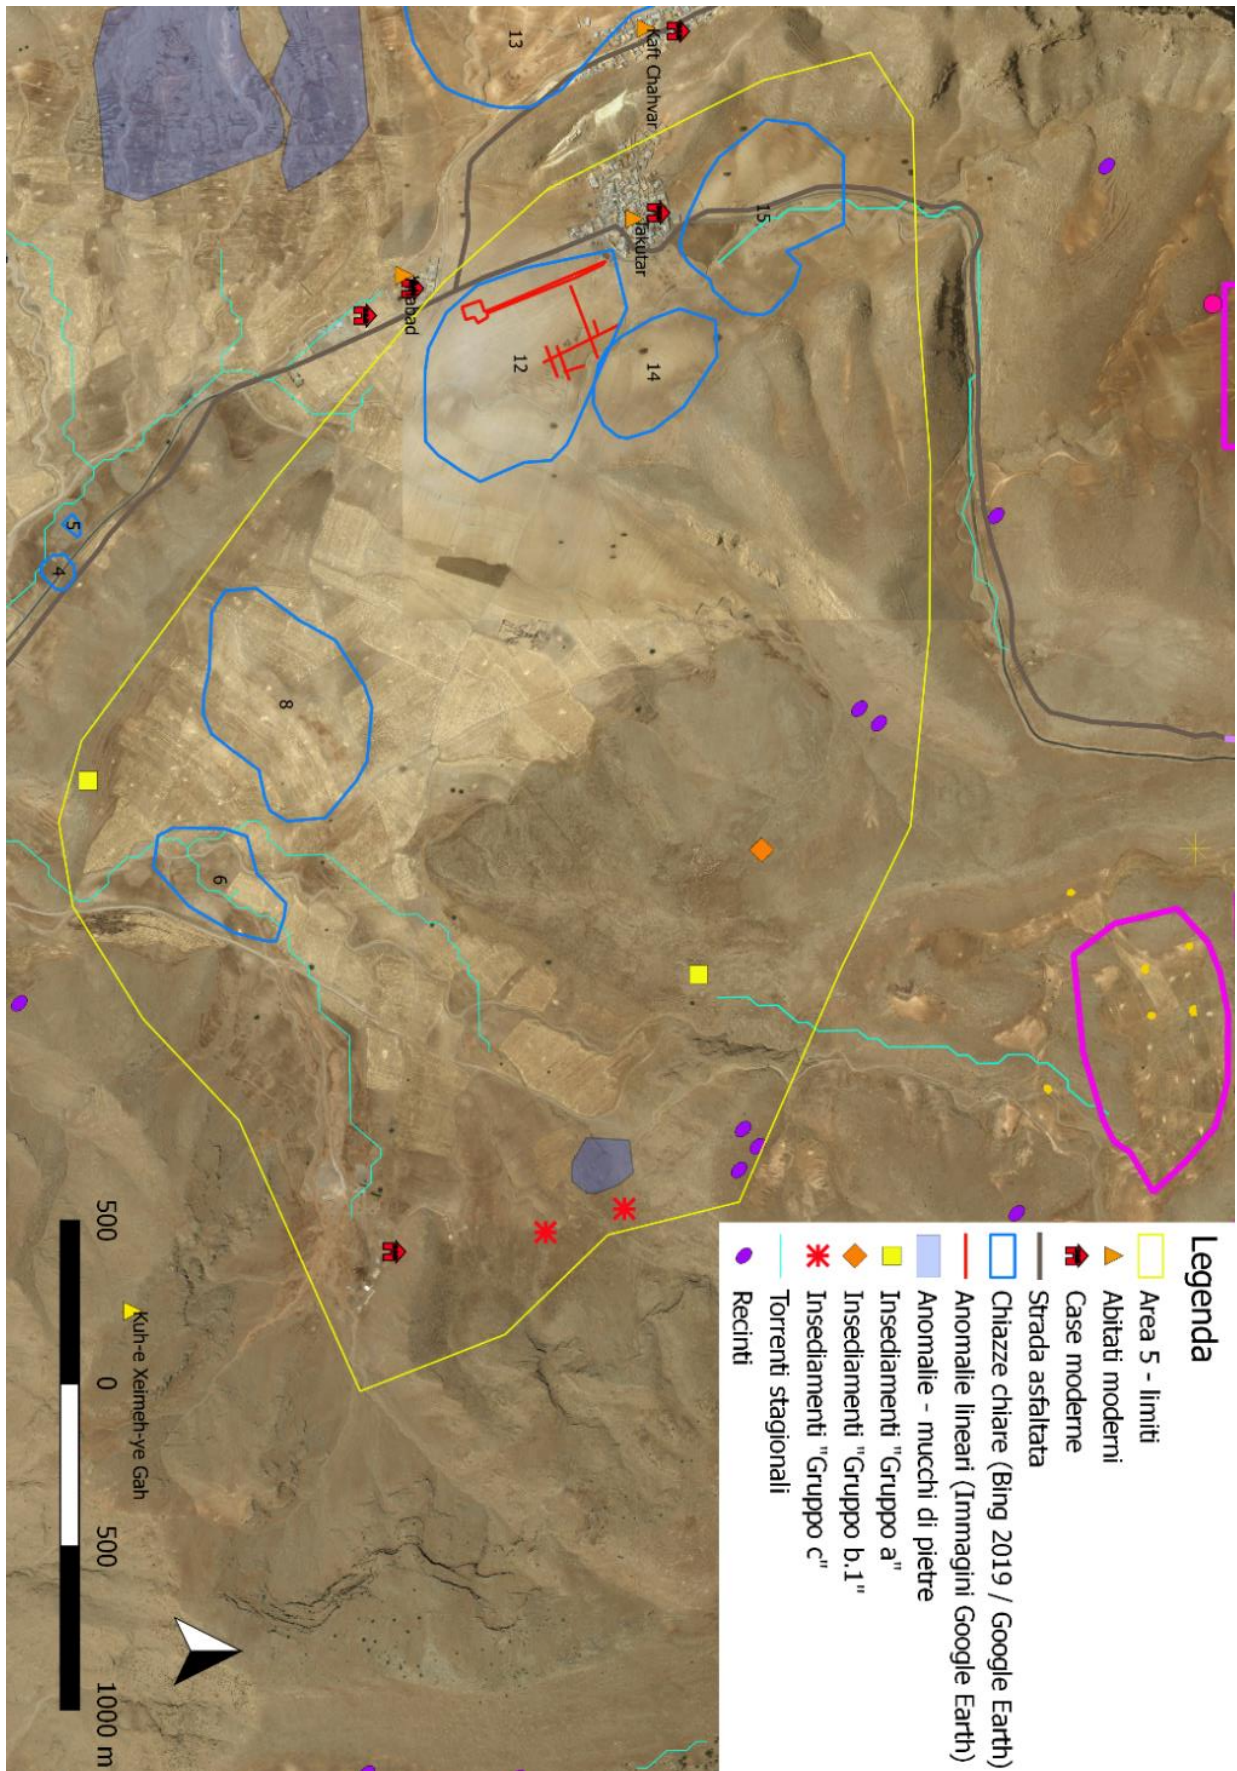 Legenda
Area 5 - limiti
Abitati moderni
Case moderne
Strada asfaltata
Chiazze chiare (Bing 2019 / Google Earth)
Anomalie lineari (Immagini Google Earth)
Anomalie - mucchi di pietre
Insediamenti "Gruppo a"
Insediamenti "Gruppo b.1"
Insediamenti "Gruppo c"
Torrenti stagionali
Recinti
15
Kaft Chahvar
Takutar
14
13
12
8
6
5
4
Kuh-e Xeimeh-ye Gah
500 0 500 1000 m